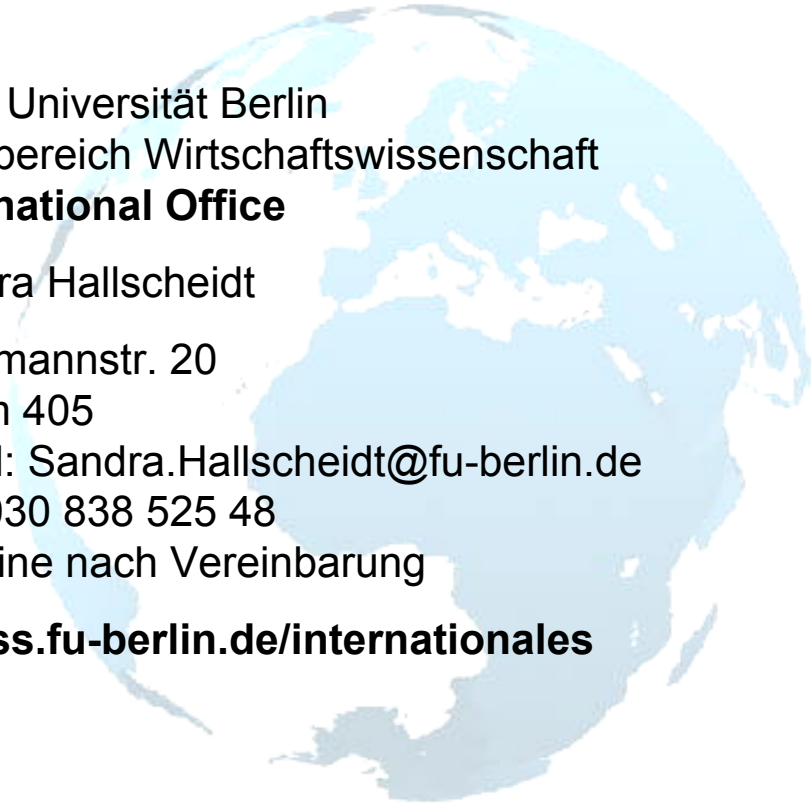 Universität Berlin
bereich Wirtschaftswissenschaft
national Office
ra Hallscheidt
mannstr. 20
405
l: Sandra.Hallscheidt@fu-berlin.de
030 838 525 48
ine nach Vereinbarung
ss.fu-berlin.de/internationales